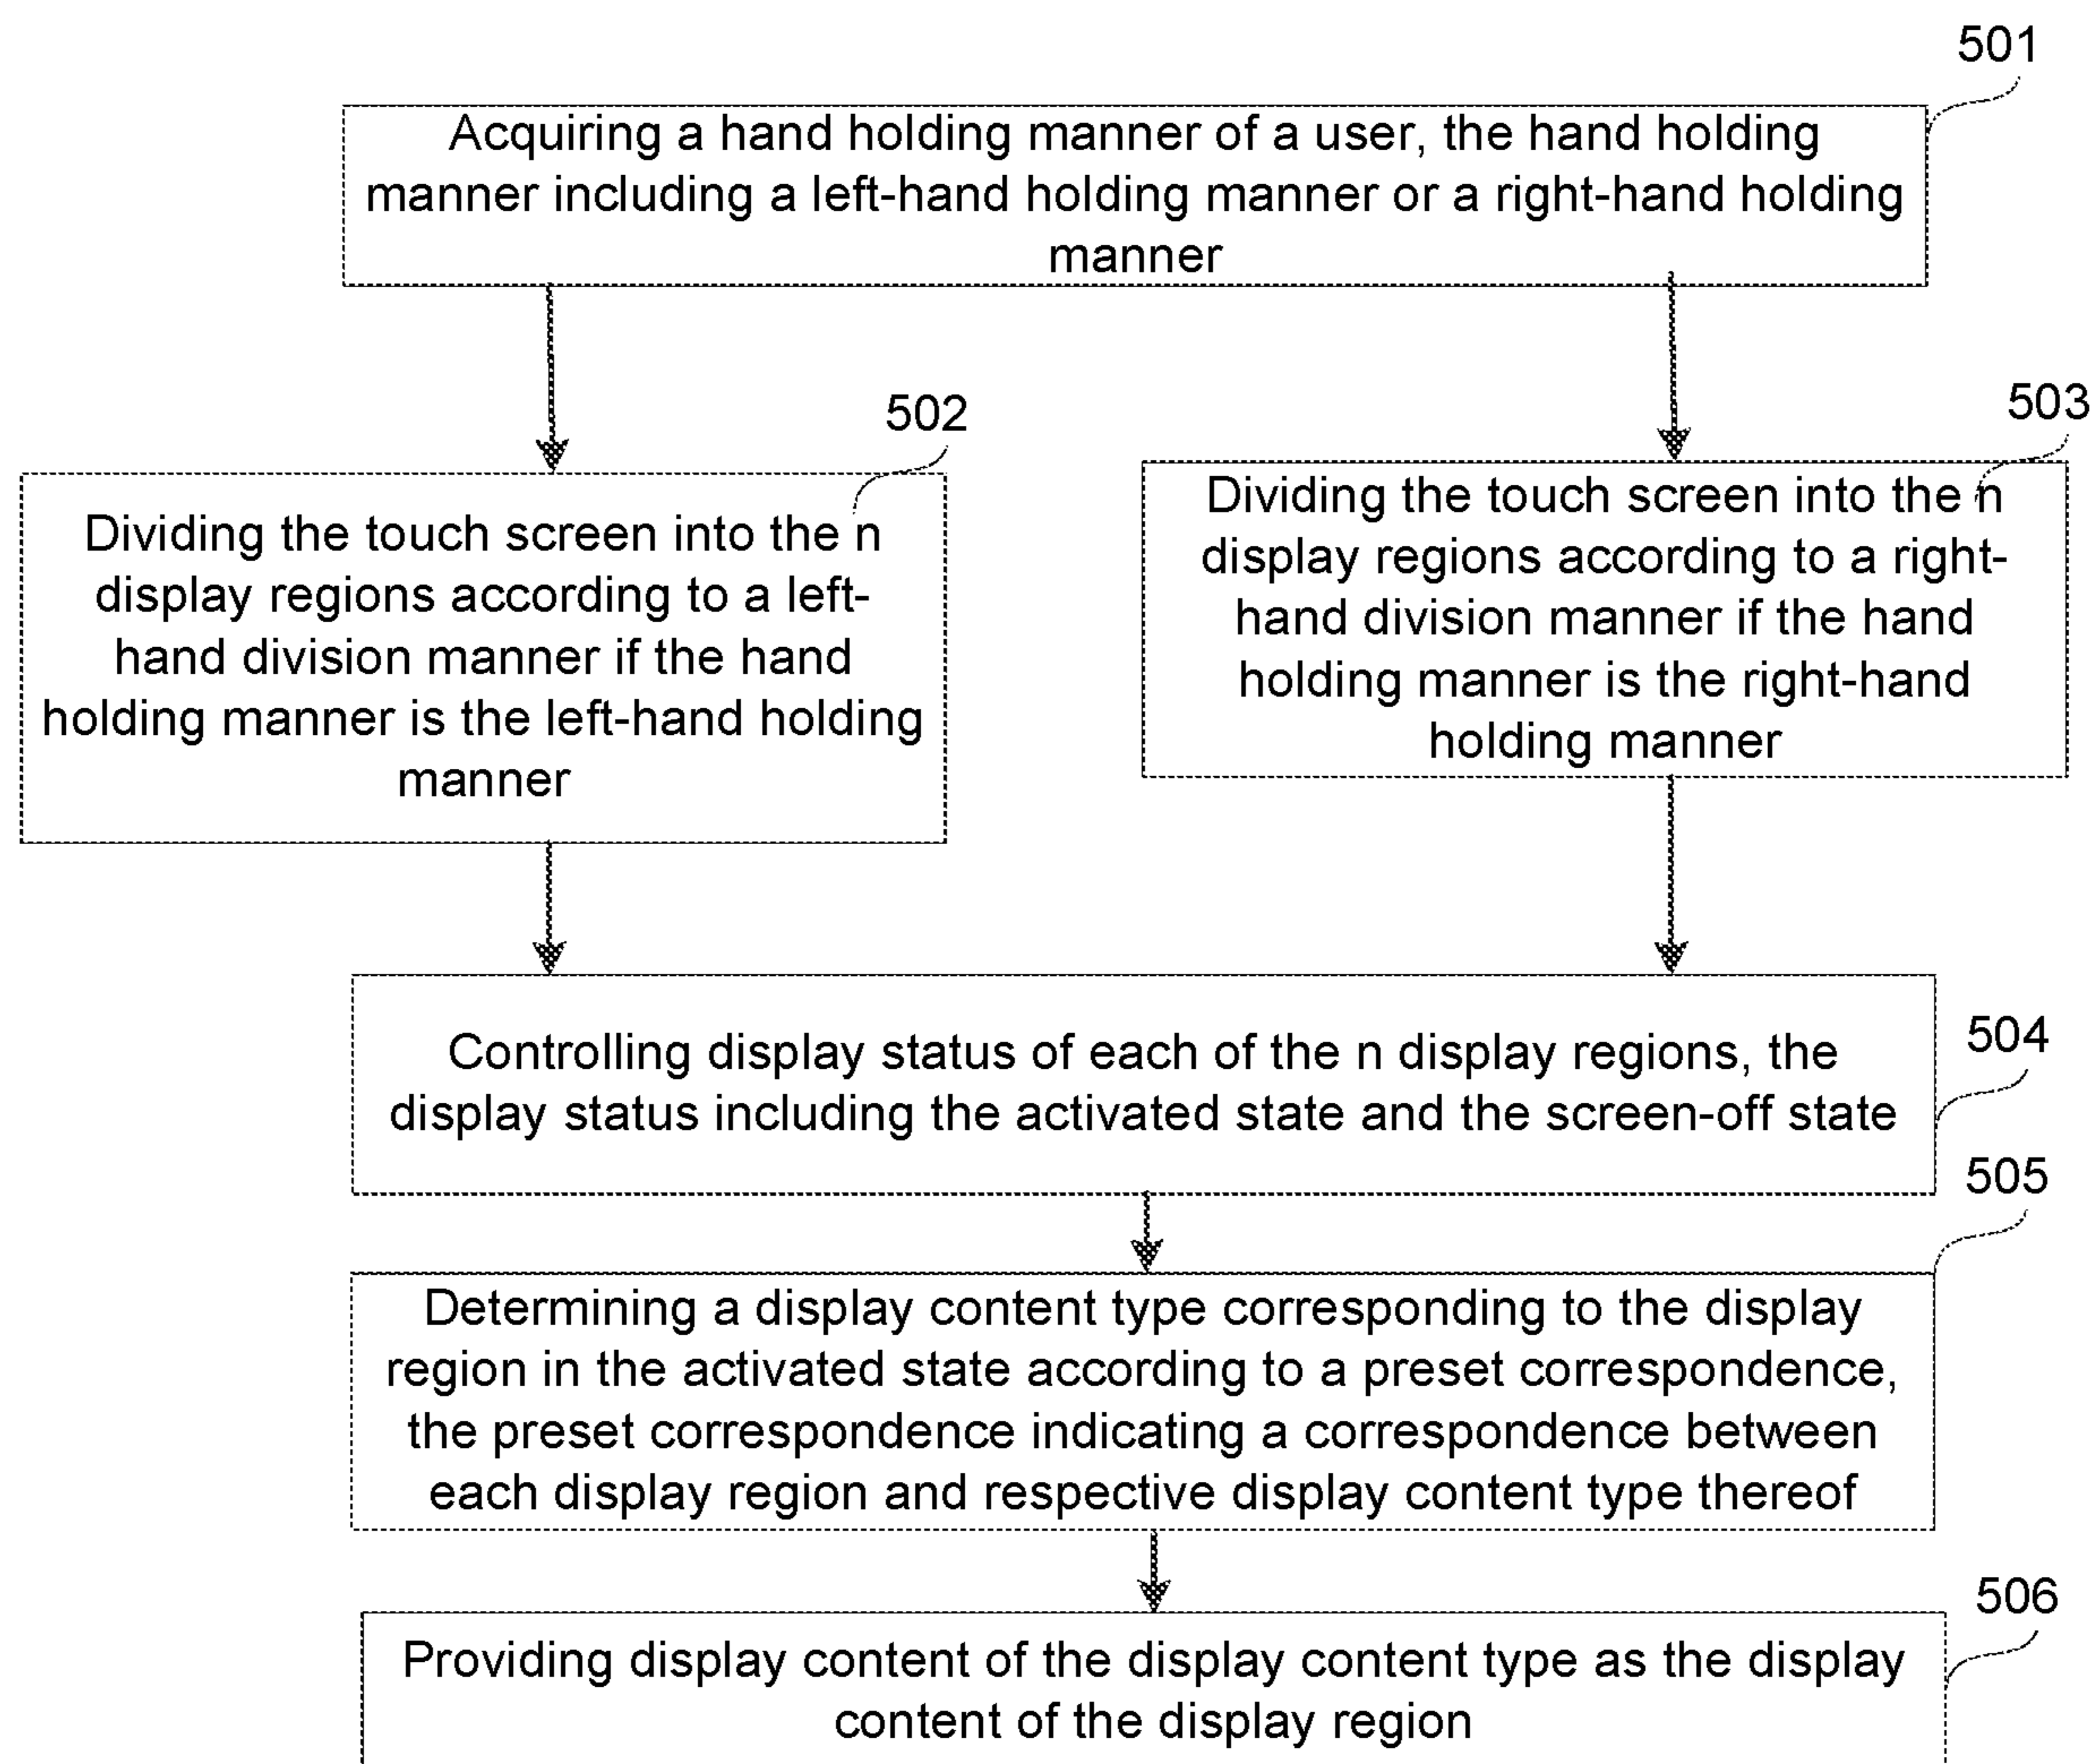 501
Acquiring a hand holding manner of a user, the hand holding
manner including a left-hand holding manner or a right-hand holding
manner
502
Dividing the touch screen into the n
display regions according to a left-
hand division manner if the hand
holding manner is the left-hand holding
manner
503
Dividing the touch screen into the n
display regions according to a right-
hand division manner if the hand
holding manner is the right-hand
holding manner
504
Controlling display status of each of the n display regions, the
display status including the activated state and the screen-off state
505
Determining a display content type corresponding to the display
region in the activated state according to a preset correspondence,
the preset correspondence indicating a correspondence between
each display region and respective display content type thereof
506
Providing display content of the display content type as the display
content of the display region